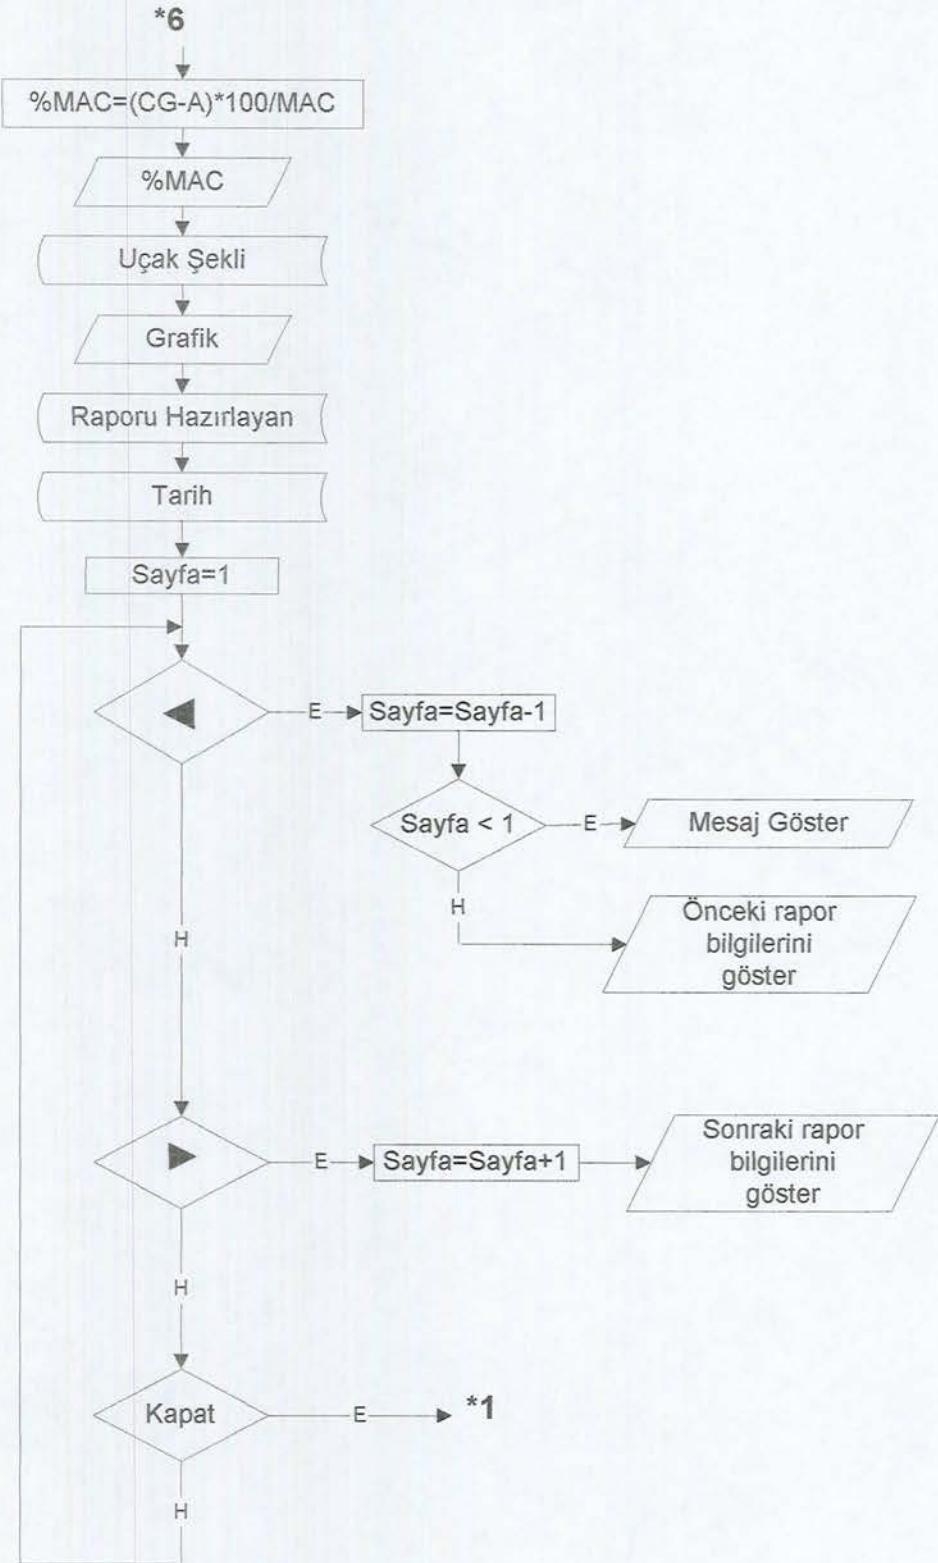 *6
%MAC=(CG-A)*100/MAC
%MAC
Uçak Şekli
Grafik
Raporu Hazırlayan
Tarih
Sayfa=1
E
Sayfa=Sayfa-1
Sayfa < 1
E
Mesaj Göster
H
Önceki rapor
bilgilerini
göster
H
E
Sayfa=Sayfa+1
Sonraki rapor
bilgilerini
göster
H
Kapat
E
*1
H